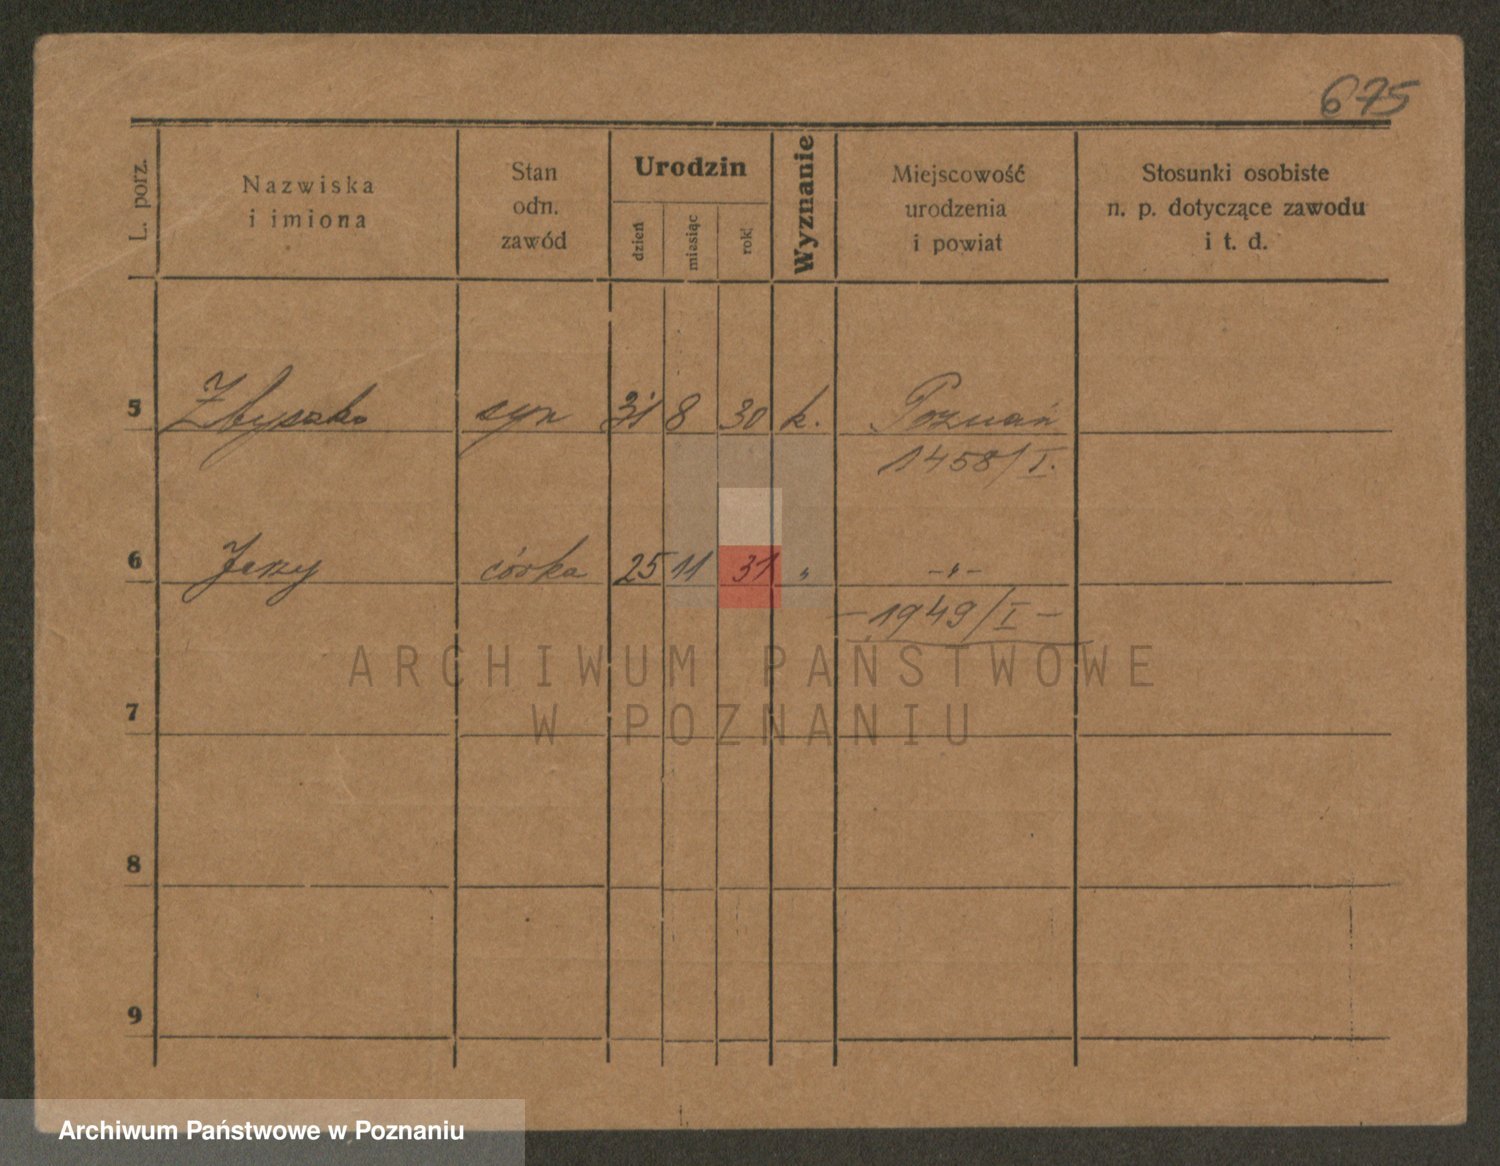 675
L. porz.
Nazwiska
i imiona
Stan
odn.
zawód
Urodzin
dzień
miesiąc
rok
Wyznanie
Miejscowość
urodzenia
i powiat
Stosunki osobiste
n. p. dotyczące zawodu
i t. d.
5 Zbyszko syn 31 8 30 k. Poznań
1458/I.
6 Jerzy córka 25 11 31 „ -„-
-1949/I-
ARCHIWUM PAŃSTWOWE
W POZNANIU
7
8
9
Archiwum Państwowe w Poznaniu